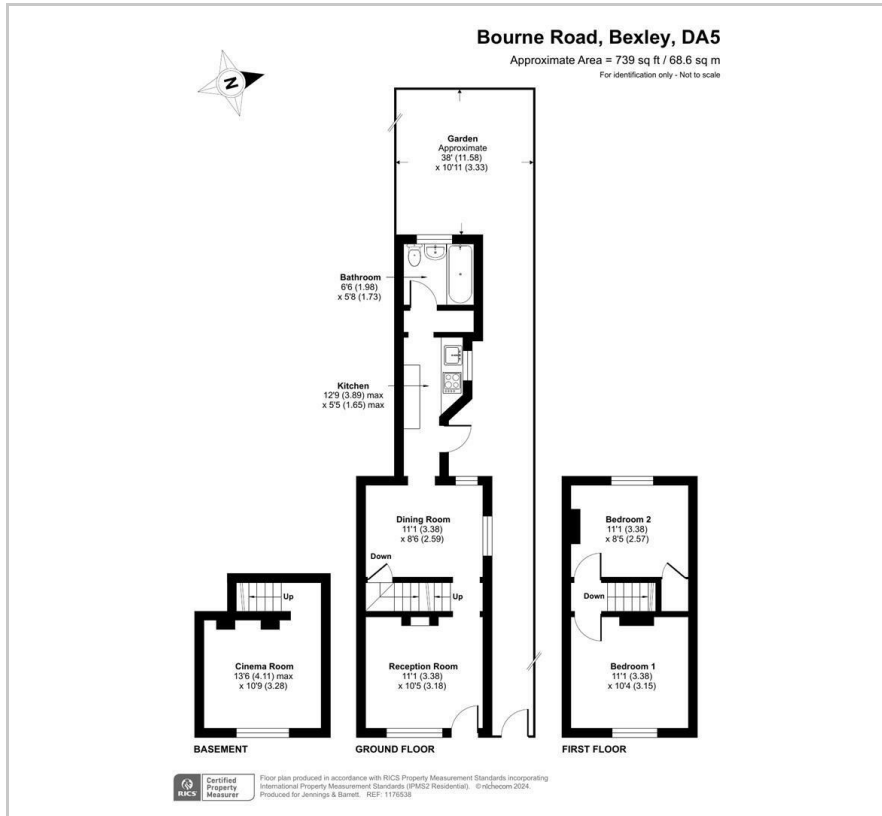 Bourne Road, Bexley, DA5
Approximate Area = 739 sq ft / 68.6 sq m
For identification only - Not to scale
N
Garden
Approximate
38' (11.58)
x 10'11 (3.33)
Bathroom
6'6 (1.98)
x 5'8 (1.73)
Kitchen
12'9 (3.89) max
x 5'5 (1.65) max
Dining Room
11'1 (3.38)
x 8'6 (2.59)
Down
Up
Reception Room
11'1 (3.38)
x 10'5 (3.18)
Bedroom 2
11'1 (3.38)
x 8'5 (2.57)
Down
Bedroom 1
11'1 (3.38)
x 10'4 (3.15)
Up
Cinema Room
13'6 (4.11) max
x 10'9 (3.28)
BASEMENT
GROUND FLOOR
FIRST FLOOR
RICS
Certified
Property
Measurer
Floor plan produced in accordance with RICS Property Measurement Standards incorporating
International Property Measurement Standards (IPMS2 Residential). © nichecom 2024.
Produced for Jennings & Barrett. REF: 1176538